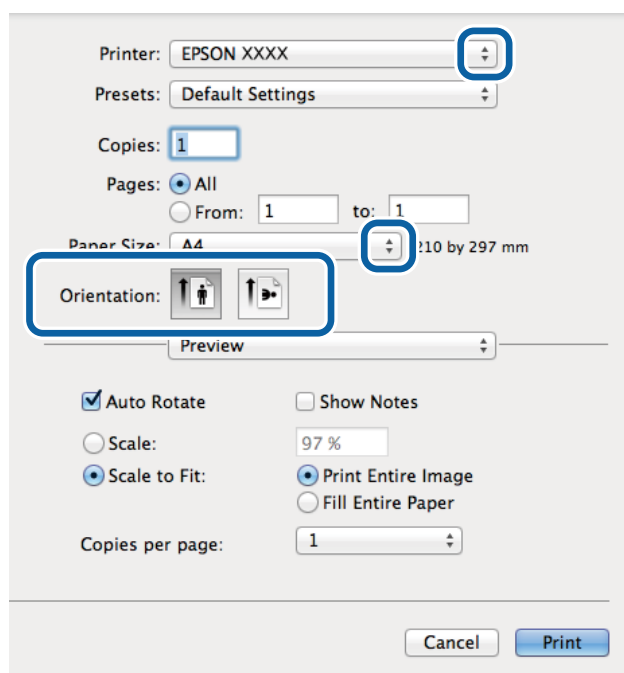 Printer: EPSON XXXX
Presets: Default Settings
Copies: 1
Pages: All
From: 1 to: 1
Paper Size: A4 210 by 297 mm
Orientation:
Preview
Auto Rotate Show Notes
Scale: 97 %
Scale to Fit: Print Entire Image
Fill Entire Paper
Copies per page: 1
Cancel Print